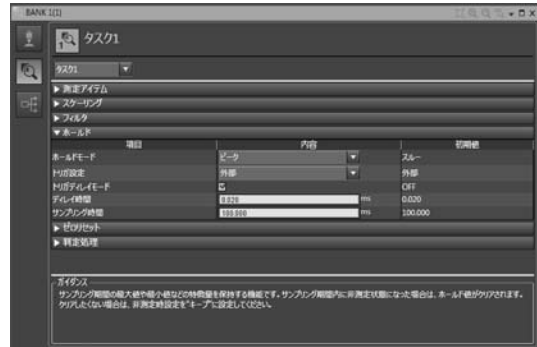 BANK 1(1)
1 タスク1
タスク1
▶ 測定アイテム
▶ スケーリング
▶ フィルタ
▼ ホールド
項目 内容 初期値
ホールドモード ピーク スルー
トリガ設定 外部 外部
トリガディレイモード OFF
ディレイ時間 0.020 ms 0.020
サンプリング時間 100.000 ms 100.000
▶ ゼロリセット
▶ 判定処理
ガイダンス
サンプリング期間の最大値や最小値などの特徴量を保持する機能です。サンプリング期間内に非測定状態になった場合は、ホールド値がクリアされます。
クリアしたくない場合は、非測定時設定を"キープ"に設定してください。